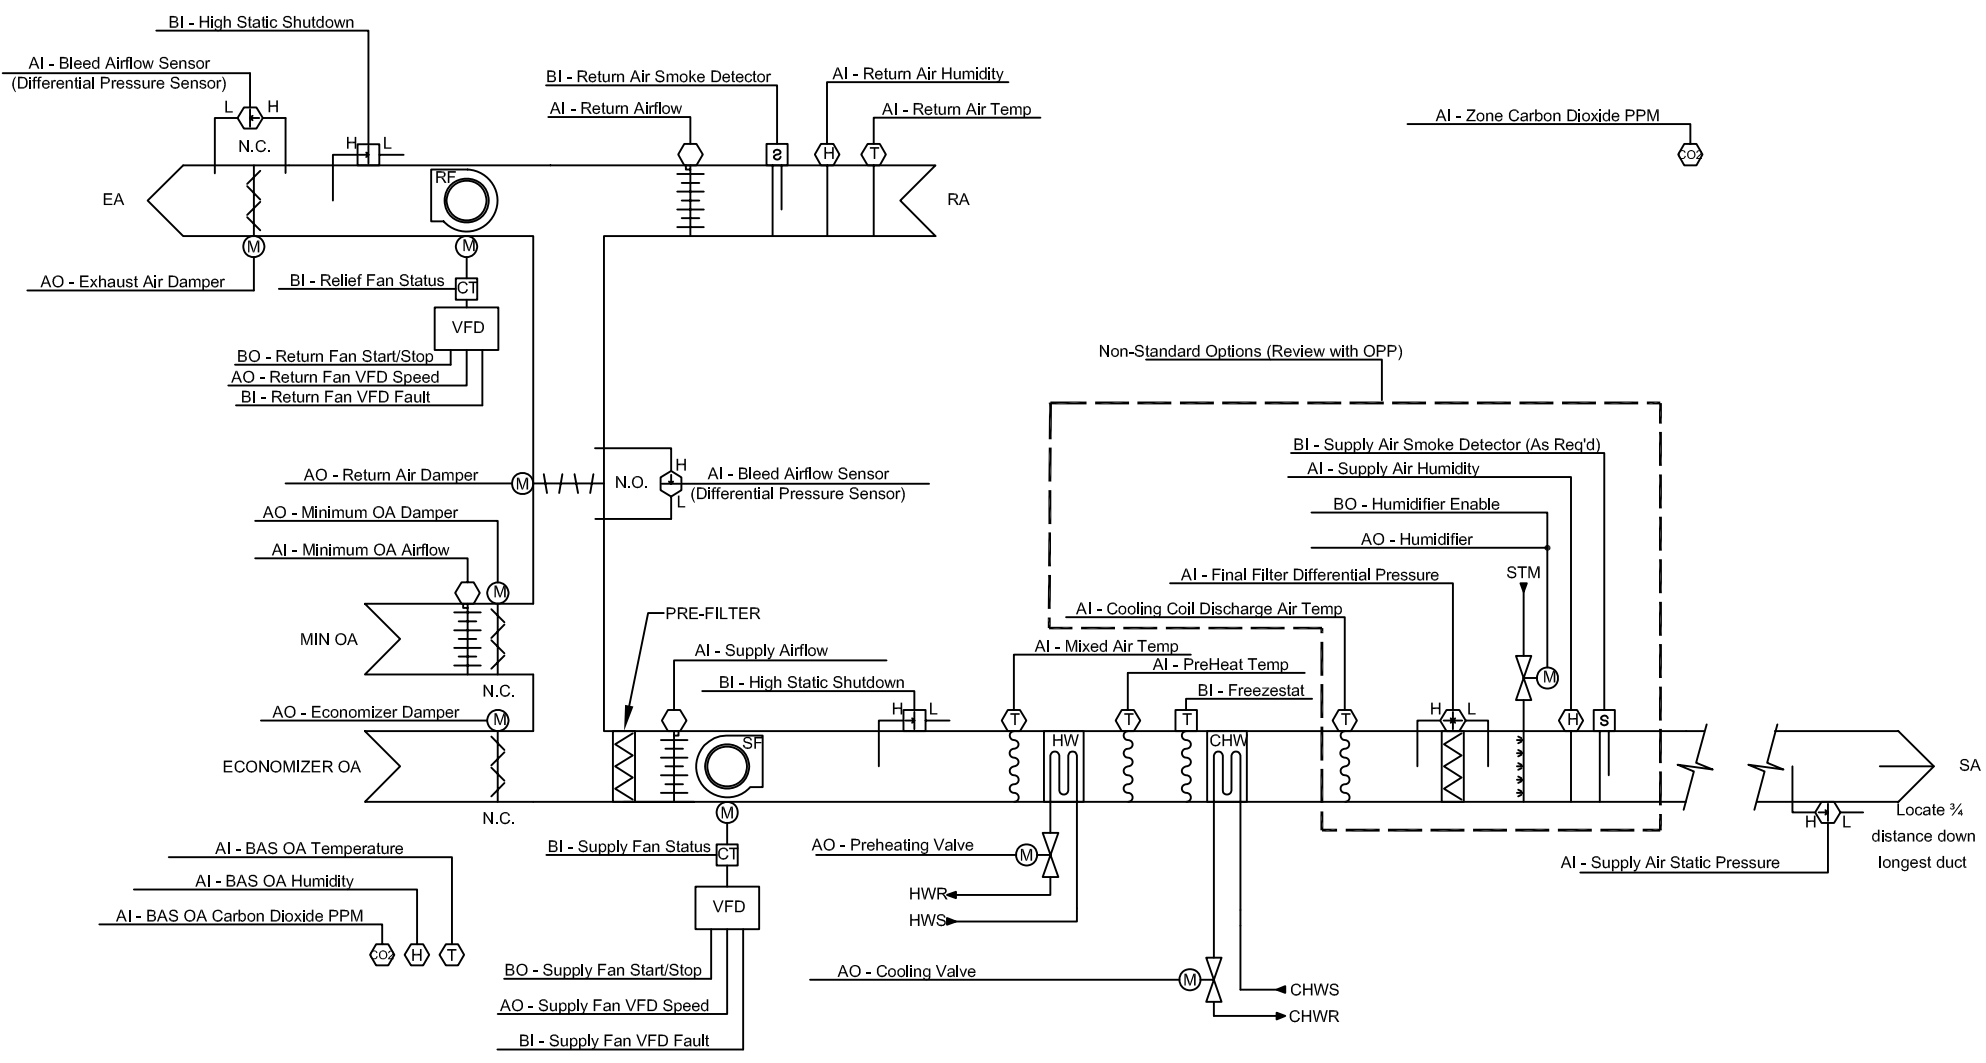 BI - High Static Shutdown
AI - Bleed Airflow Sensor
(Differential Pressure Sensor)
L
H
N.C.
H
L
BI - Return Air Smoke Detector
AI - Return Airflow
AI - Return Air Humidity
AI - Return Air Temp
S
H
T
AI - Zone Carbon Dioxide PPM
CO2
EA
RF
RA
M
M
AO - Exhaust Air Damper
BI - Relief Fan Status
CT
VFD
BO - Return Fan Start/Stop
AO - Return Fan VFD Speed
BI - Return Fan VFD Fault
Non-Standard Options (Review with OPP)
AO - Return Air Damper
M
N.O.
H
L
AI - Bleed Airflow Sensor
(Differential Pressure Sensor)
AO - Minimum OA Damper
AI - Minimum OA Airflow
M
MIN OA
N.C.
BI - Supply Air Smoke Detector (As Req'd)
AI - Supply Air Humidity
BO - Humidifier Enable
AO - Humidifier
STM
M
AI - Final Filter Differential Pressure
AI - Cooling Coil Discharge Air Temp
PRE-FILTER
AI - Supply Airflow
BI - High Static Shutdown
AI - Mixed Air Temp
AI - PreHeat Temp
BI - Freezestat
AO - Economizer Damper
M
H
L
T
T
T
T
H
L
H
S
ECONOMIZER OA
N.C.
SF
HW
CHW
SA
M
H
L
Locate ¾
distance down
longest duct
AI - Supply Air Static Pressure
BI - Supply Fan Status
CT
VFD
AO - Preheating Valve
M
HWR
HWS
AI - BAS OA Temperature
AI - BAS OA Humidity
AI - BAS OA Carbon Dioxide PPM
CO2
H
T
BO - Supply Fan Start/Stop
AO - Supply Fan VFD Speed
BI - Supply Fan VFD Fault
AO - Cooling Valve
M
CHWS
CHWR